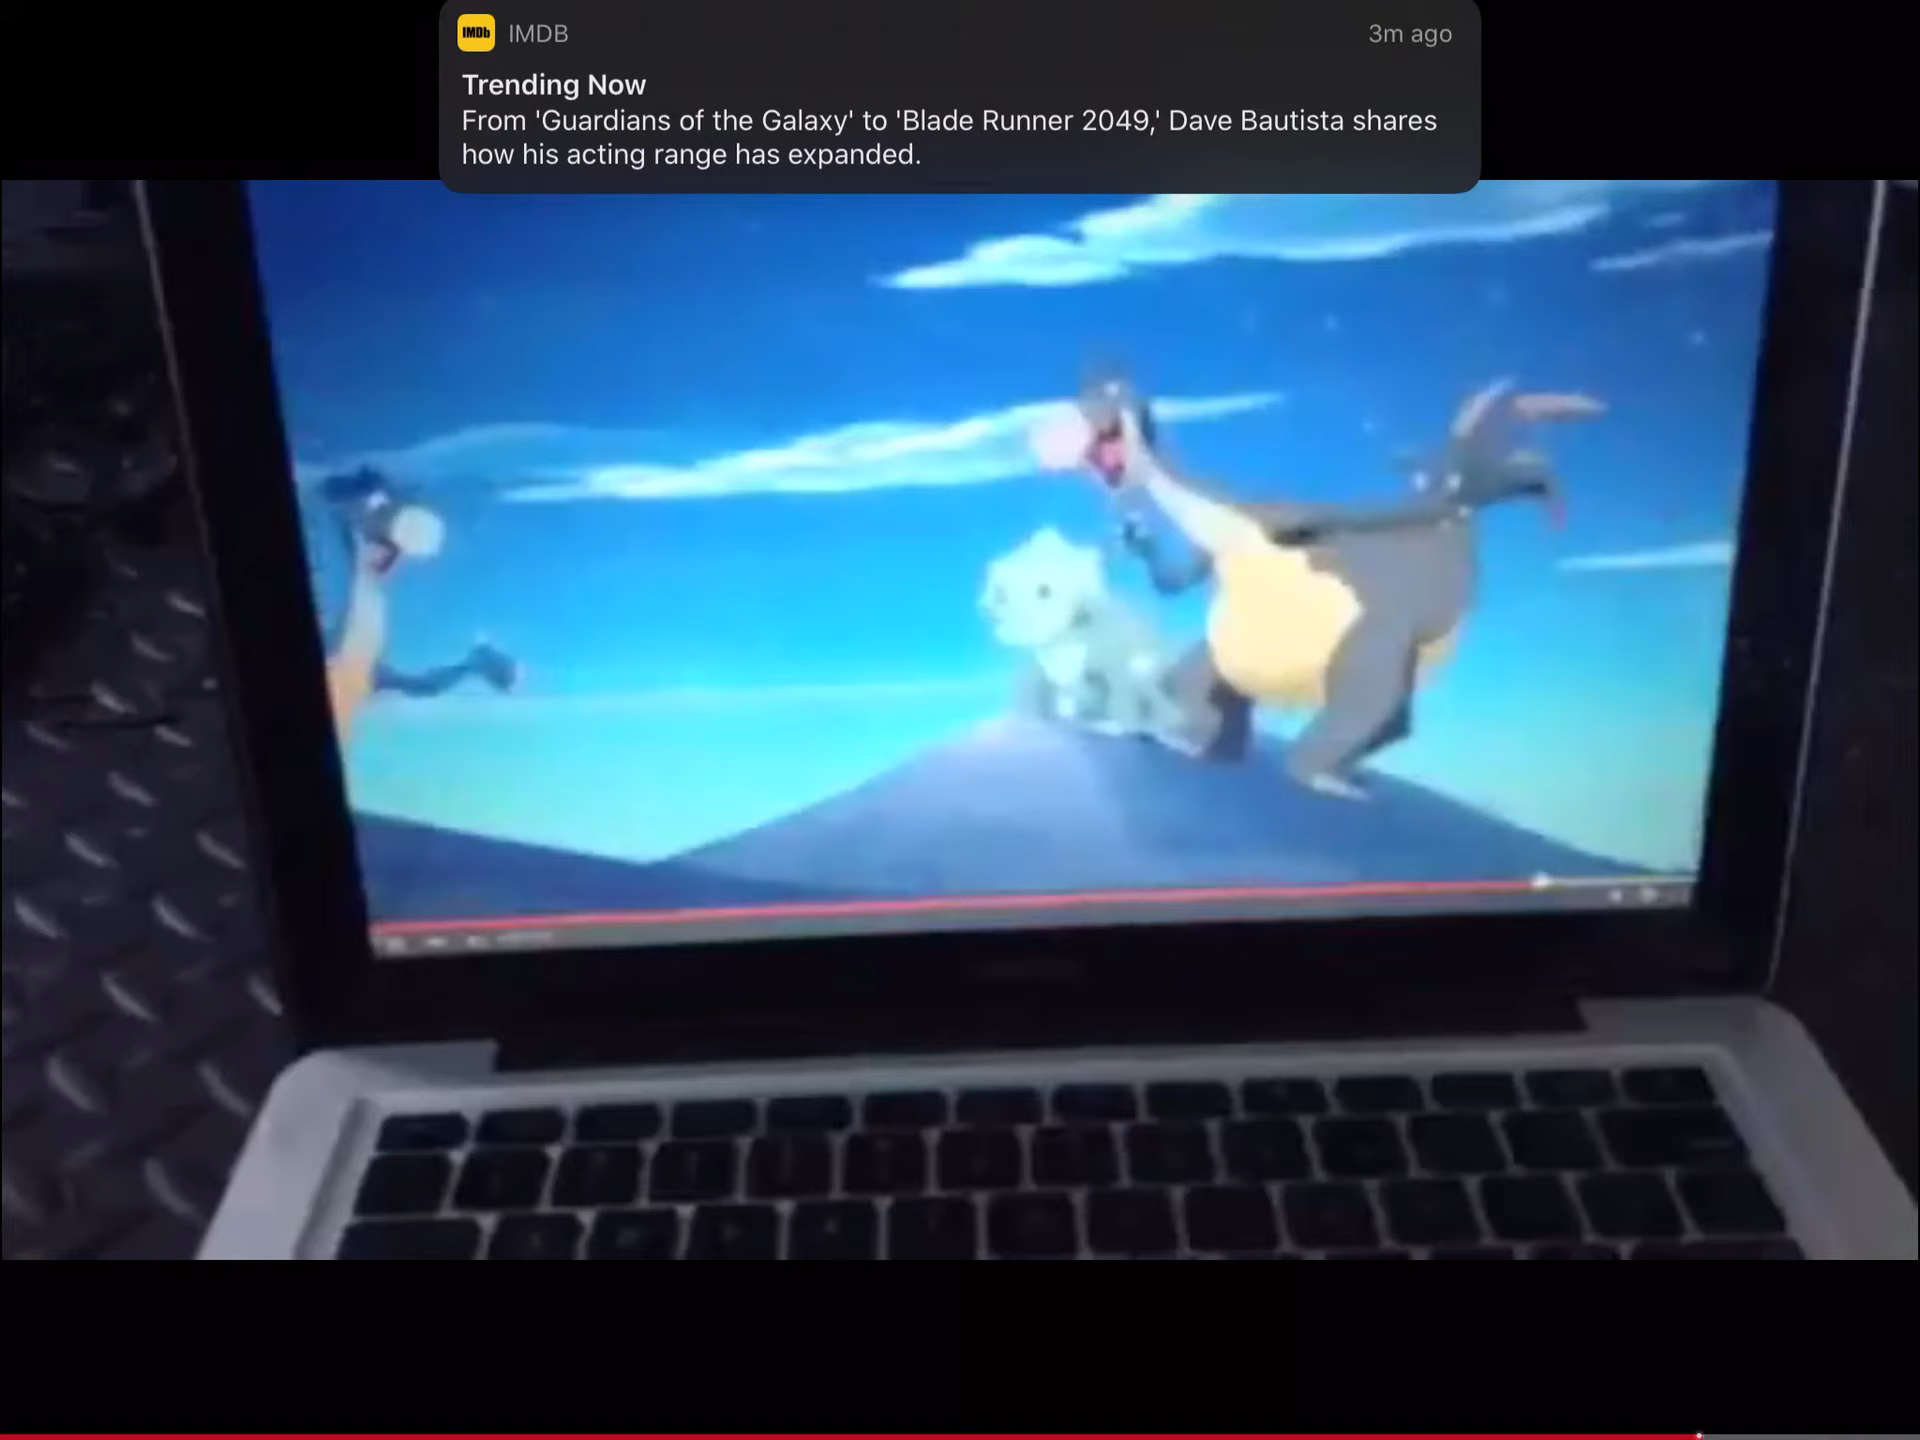 IMDb IMDB 3m ago
Trending Now
From 'Guardians of the Galaxy' to 'Blade Runner 2049,' Dave Bautista shares
how his acting range has expanded.